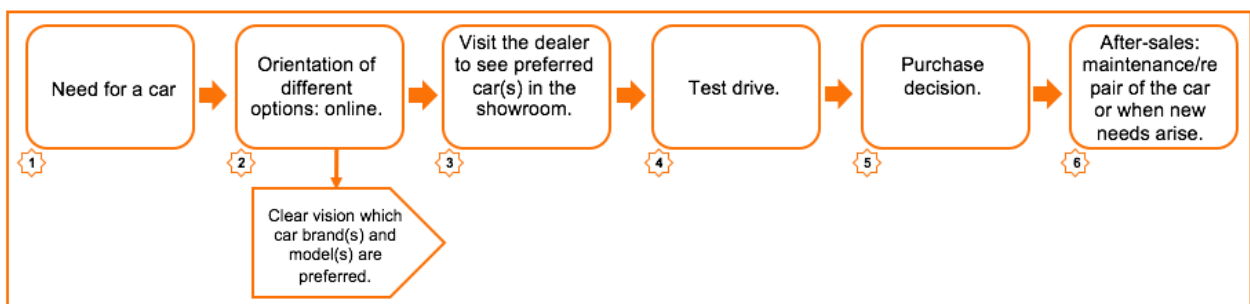 Need for a car
1
Orientation of
different
options: online.
2
Clear vision which
car brand(s) and
model(s) are
preferred.
Visit the dealer
to see preferred
car(s) in the
showroom.
3
Test drive.
4
Purchase
decision.
5
After-sales:
maintenance/re
pair of the car
or when new
needs arise.
6